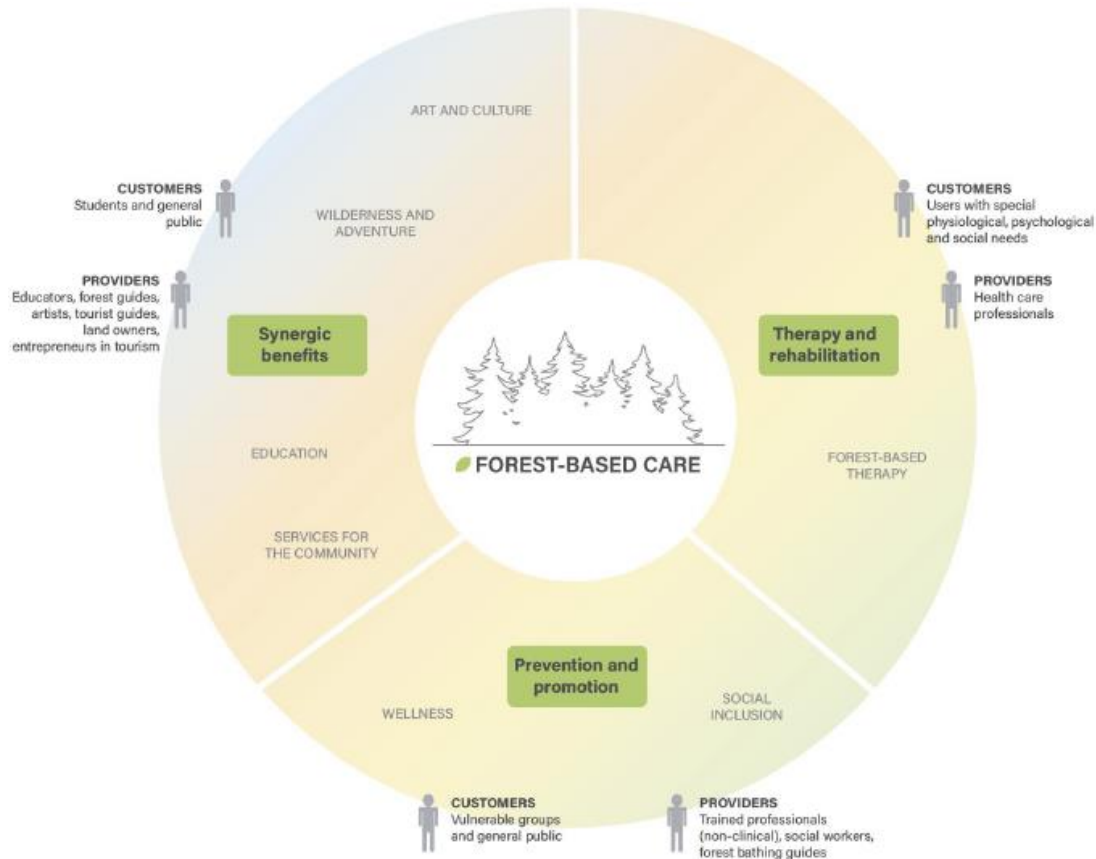 ART AND CULTURE
CUSTOMERS
Students and general
public
WILDERNESS AND
ADVENTURE
PROVIDERS
Educators, forest guides,
artists, tourist guides,
land owners,
entrepreneurs in tourism
Synergic
benefits
EDUCATION
SERVICES FOR
THE COMMUNITY
FOREST-BASED CARE
CUSTOMERS
Users with special
physiological, psychological
and social needs
PROVIDERS
Health care
professionals
Therapy and
rehabilitation
FOREST-BASED
THERAPY
Prevention and
promotion
WELLNESS
SOCIAL
INCLUSION
CUSTOMERS
Vulnerable groups
and general public
PROVIDERS
Trained professionals
(non-clinical), social workers,
forest bathing guides